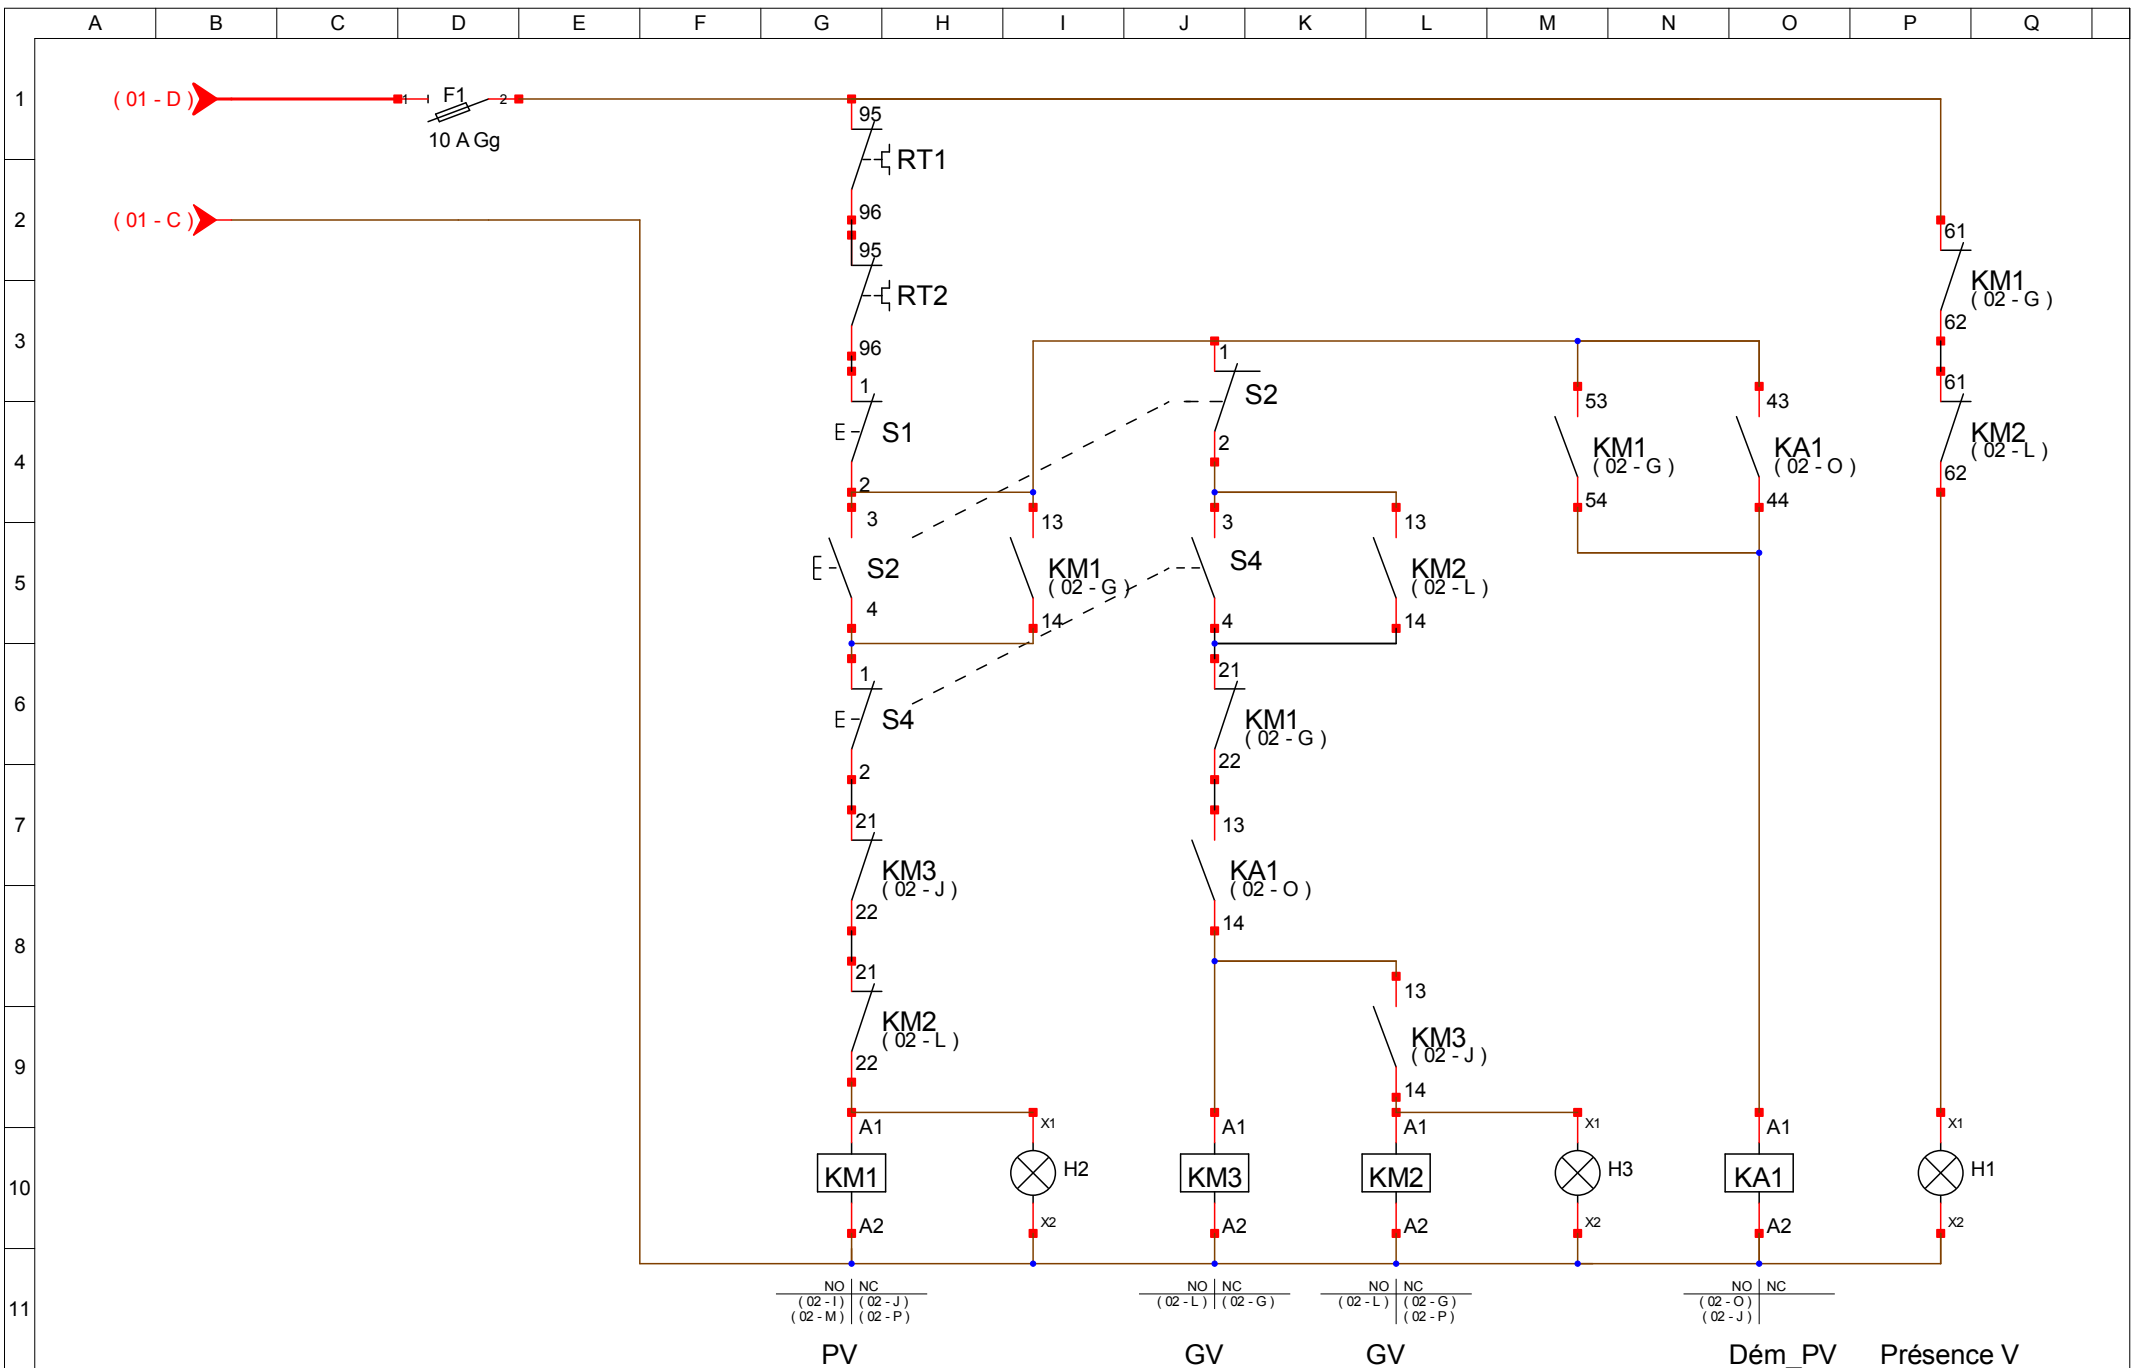 A B C D E F G H I J K L M N O P Q
1 ( 01 - D ) 1 F1 2
10 A Gg
95
RT1
96
2 ( 01 - C )
95
RT2
61
KM1
( 02 - G )
62
3
96
1
S1
2
1
S2
2
53
KM1
( 02 - G )
54
43
KA1
( 02 - O )
44
61
KM2
( 02 - L )
62
4
3
S2
4
13
KM1
( 02 - G )
14
3
S4
4
13
KM2
( 02 - L )
14
5
1
S4
2
21
KM1
( 02 - G )
22
6
7
21
KM3
( 02 - J )
22
13
KA1
( 02 - O )
14
8
21
KM2
( 02 - L )
22
13
KM3
( 02 - J )
14
9
A1 X1 A1 A1 X1 A1 X1
10 KM1 H2 KM3 KM2 H3 KA1 H1
A2 X2 A2 A2 X2 A2 X2
11
NO NC NO NC NO NC NO NC
( 02 - I ) ( 02 - J ) ( 02 - L ) ( 02 - G ) ( 02 - L ) ( 02 - G ) ( 02 - O )
( 02 - M ) ( 02 - P ) ( 02 - P ) ( 02 - J )
PV GV GV Dém_PV Présence V